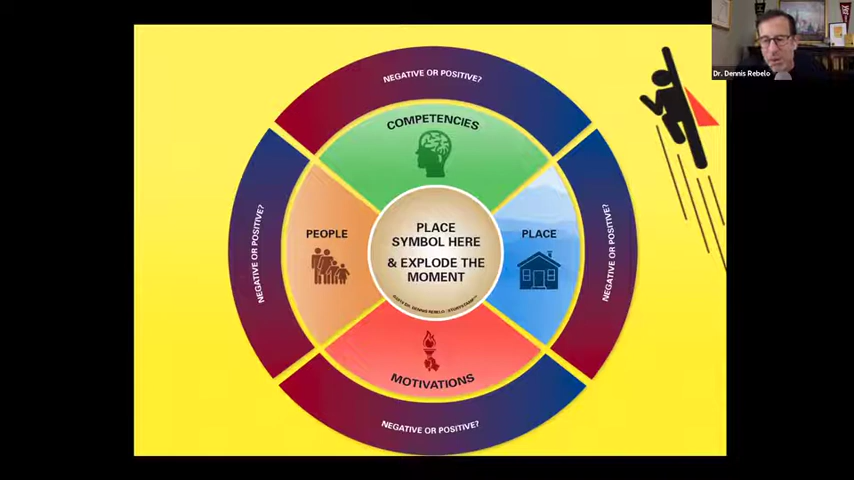 Dr. Dennis Rebelo
NEGATIVE OR POSITIVE?
COMPETENCIES
NEGATIVE OR POSITIVE?
PEOPLE
PLACE
SYMBOL HERE
& EXPLODE THE
MOMENT
PLACE
NEGATIVE OR POSITIVE?
MOTIVATIONS
NEGATIVE OR POSITIVE?